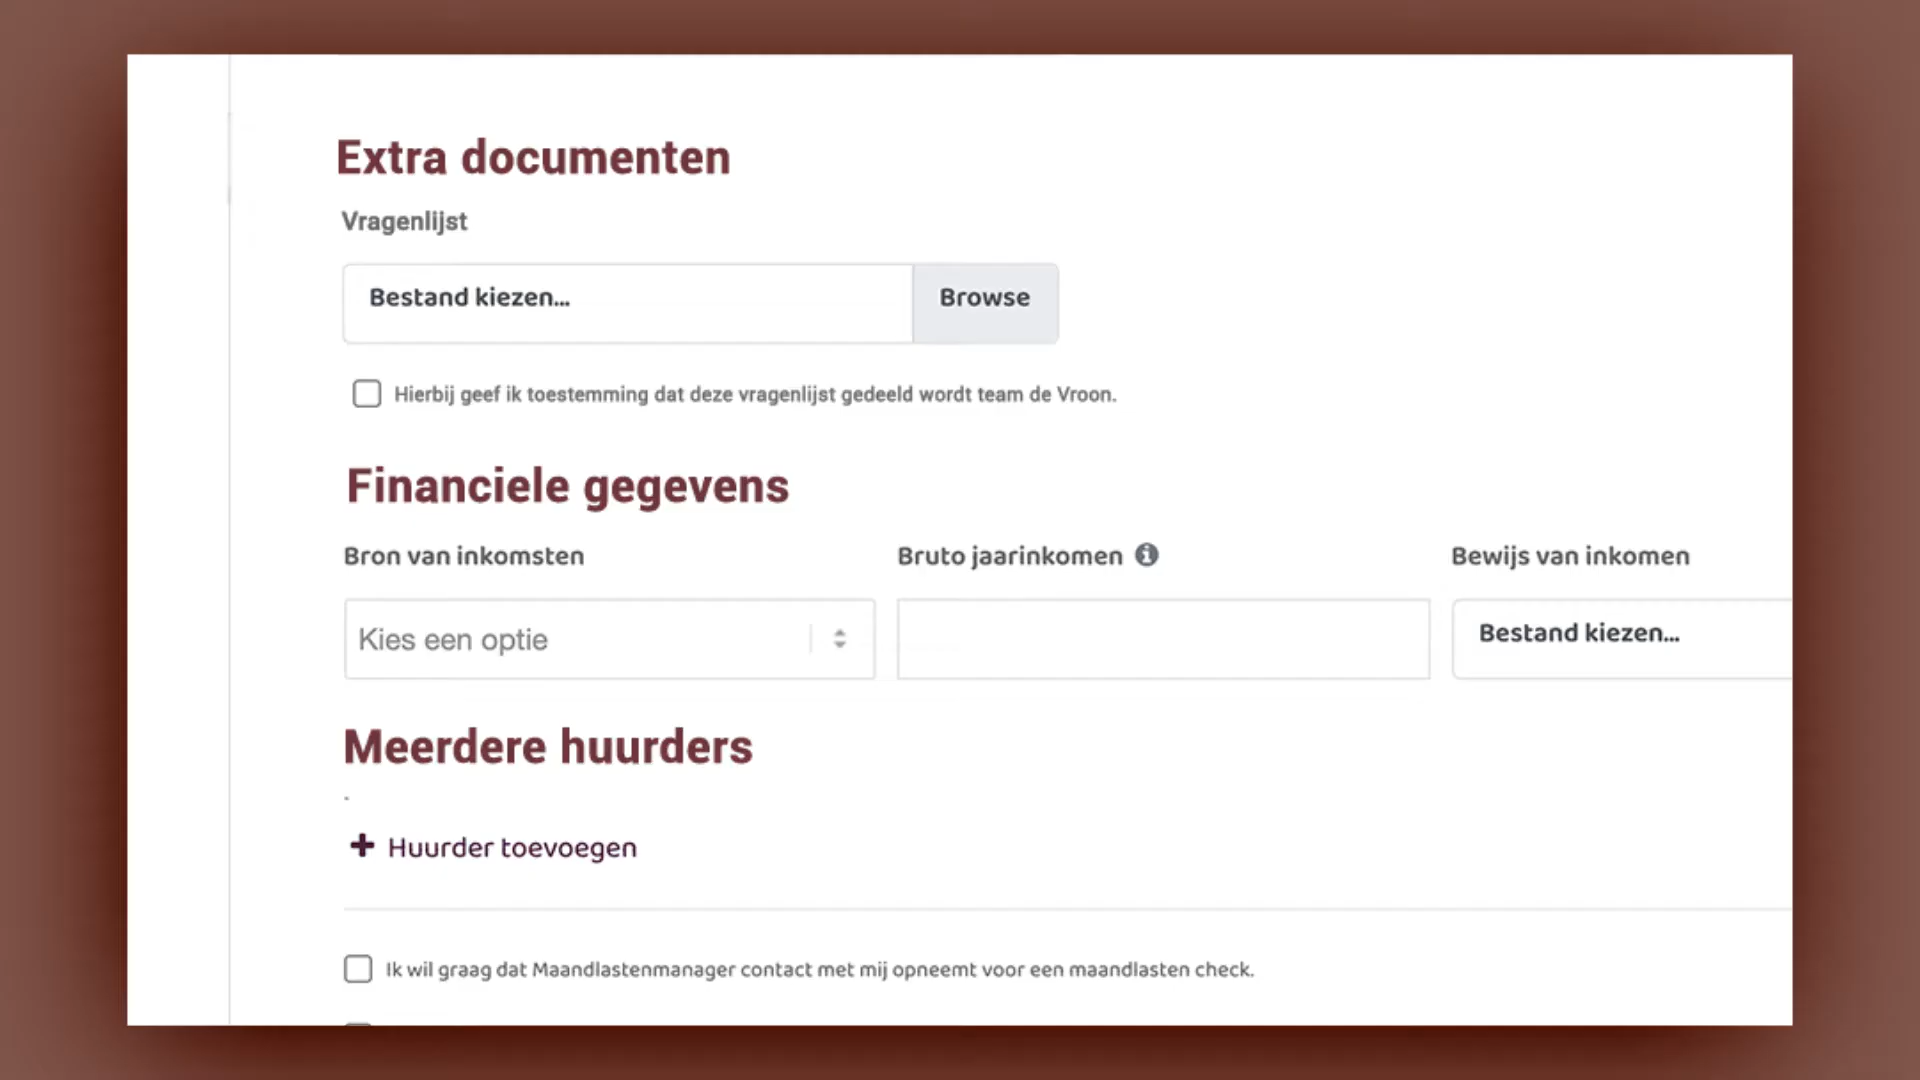 Extra documenten
Vragenlijst
Bestand kiezen...
Browse
Hierbij geef ik toestemming dat deze vragenlijst gedeeld wordt team de Vroon.
Financiele gegevens
Bron van inkomsten
Bruto jaarinkomen
Bewijs van inkomen
Kies een optie
Bestand kiezen...
Meerdere huurders
-
+ Huurder toevoegen
Ik wil graag dat Maandlastenmanager contact met mij opneemt voor een maandlasten check.